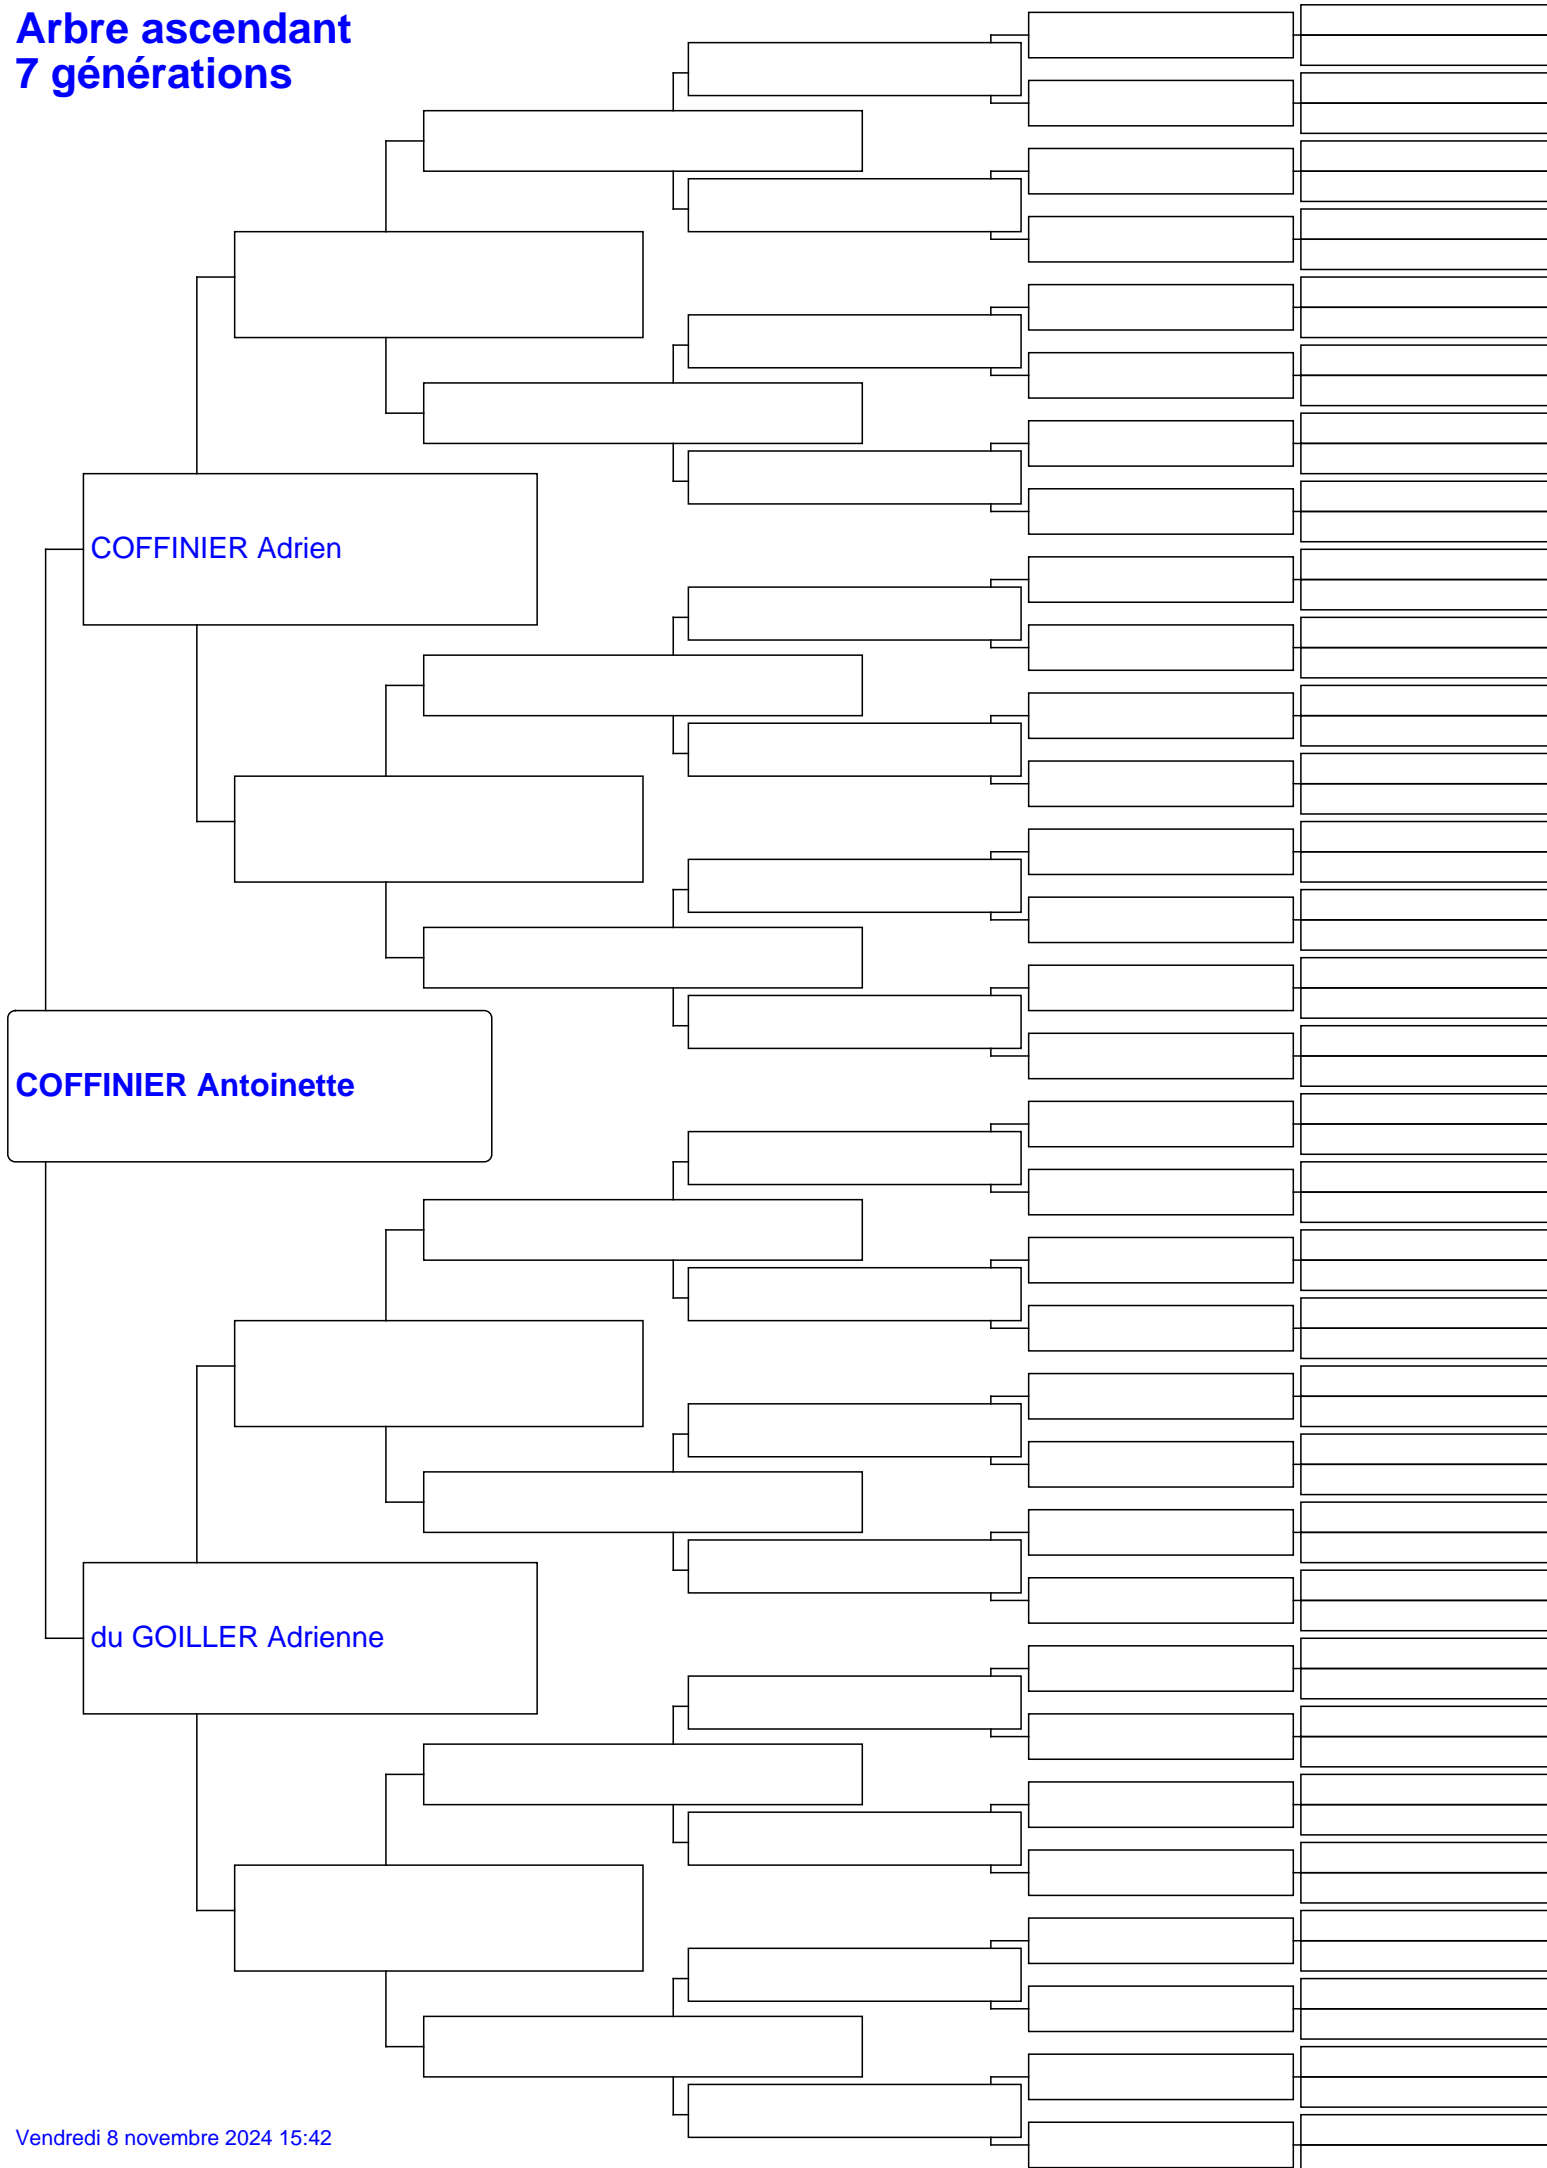 Arbre ascendant
7 générations
COFFINIER Adrien
COFFINIER Antoinette
du GOILLER Adrienne
Vendredi 8 novembre 2024 15:42